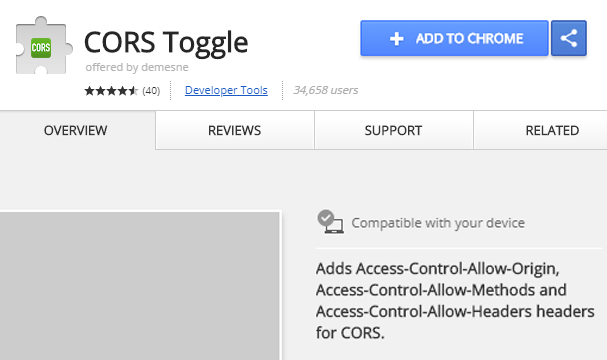 CORS
CORS Toggle
offered by demesne
(40)
Developer Tools
34,658 users
ADD TO CHROME
OVERVIEW
REVIEWS
SUPPORT
RELATED
Compatible with your device
Adds Access-Control-Allow-Origin,
Access-Control-Allow-Methods and
Access-Control-Allow-Headers headers
for CORS.